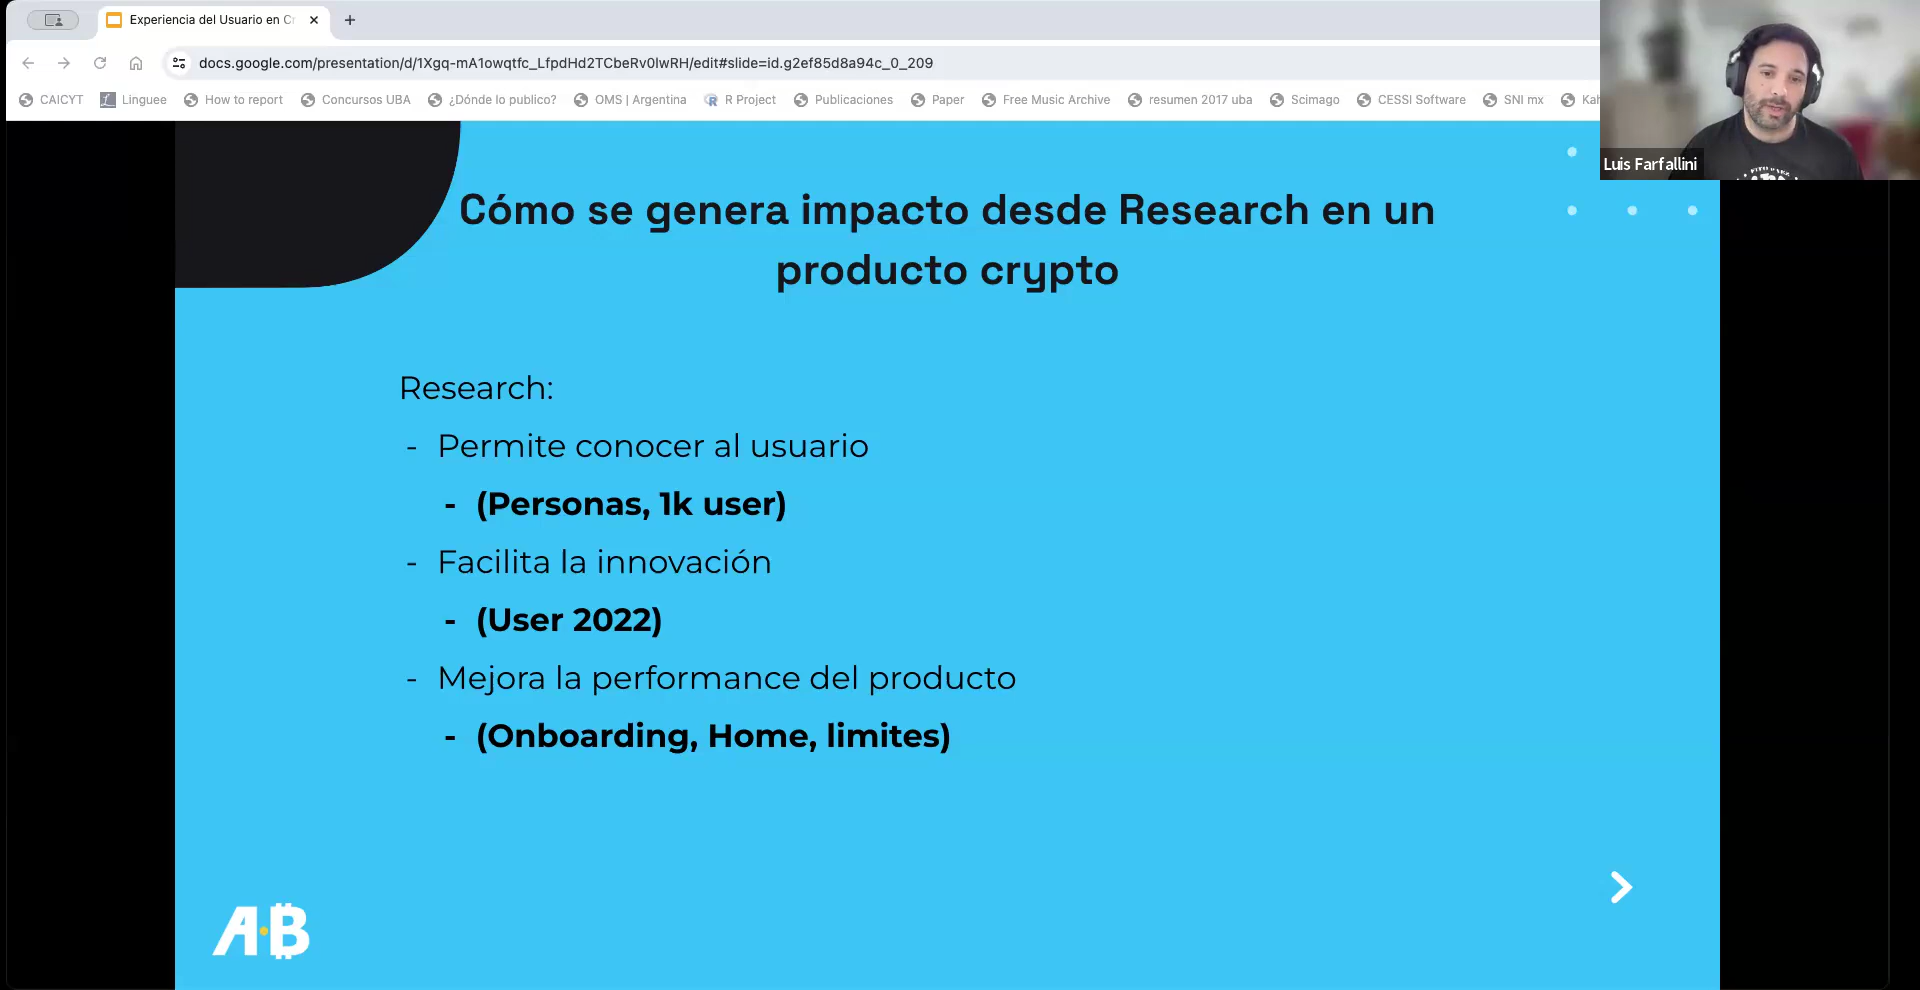 Experiencia del Usuario en Cr
docs.google.com/presentation/d/1Xgq-mA1owqtfc_LfpdHd2TCbeRv0IwRH/edit#slide=id.g2ef85d8a94c_0_209
CAICYT Linguee How to report Concursos UBA ¿Dónde lo publico? OMS | Argentina R Project Publicaciones Paper Free Music Archive resumen 2017 uba Scimago CESSI Software SNI mx
Luis Farfallini
Cómo se genera impacto desde Research en un
producto crypto
Research:
- Permite conocer al usuario
- (Personas, 1k user)
- Facilita la innovación
- (User 2022)
- Mejora la performance del producto
- (Onboarding, Home, limites)
A·B